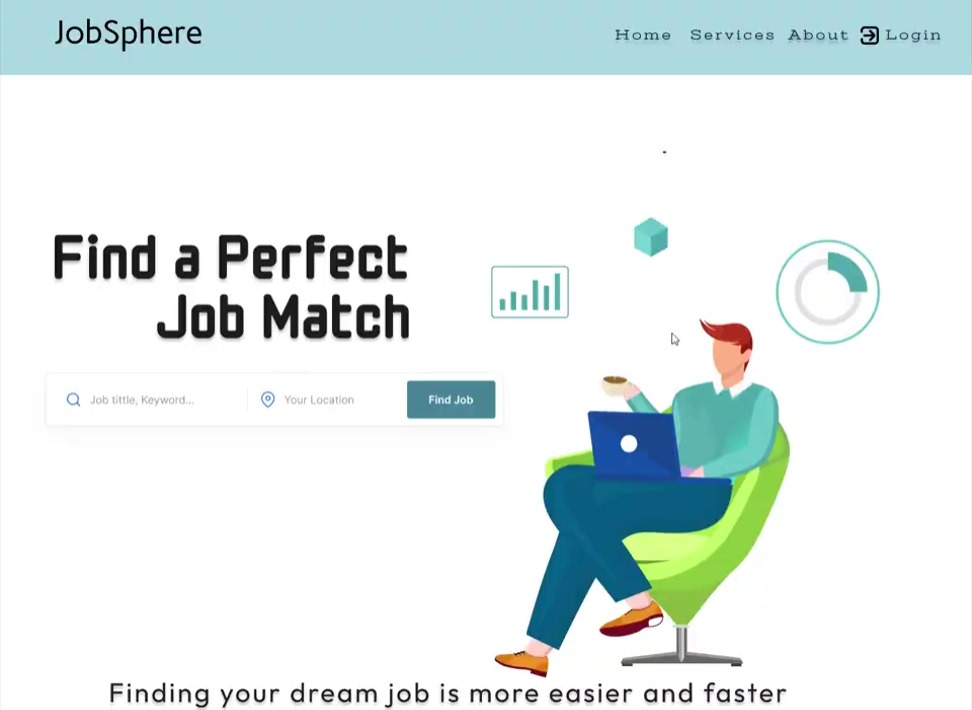 JobSphere
Home Services About Login
Find a Perfect
Job Match
Job tittle, Keyword... Your Location Find Job
Finding your dream job is more easier and faster